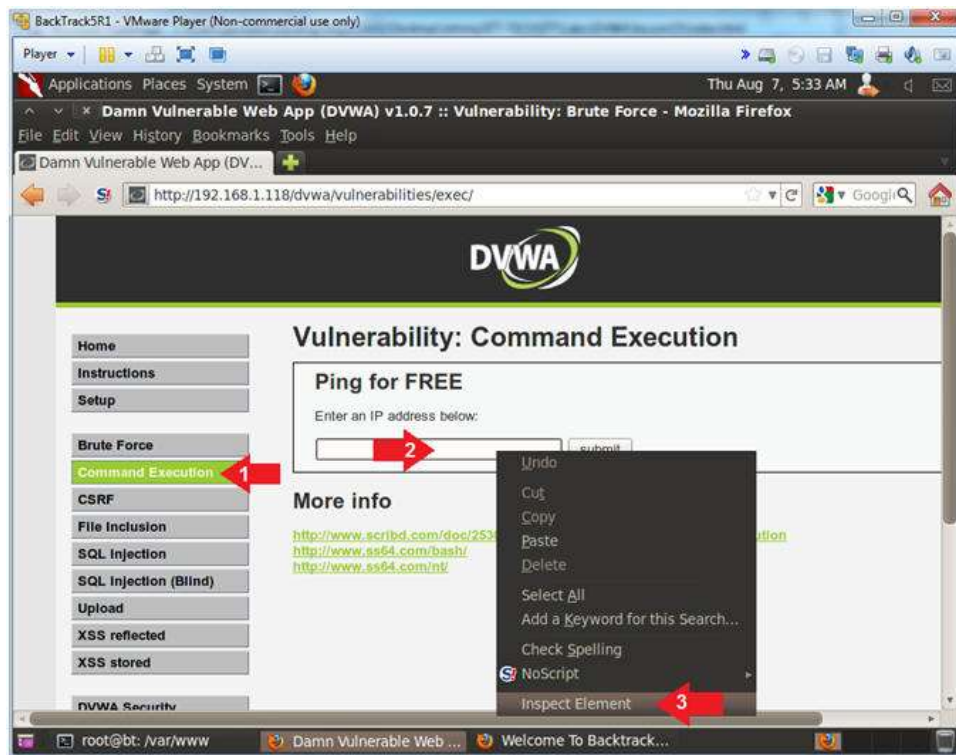 BackTrack5R1 - VMware Player (Non-commercial use only)
Player
Applications Places System
Thu Aug 7, 5:33 AM
Damn Vulnerable Web App (DVWA) v1.0.7 :: Vulnerability: Brute Force - Mozilla Firefox
File Edit View History Bookmarks Tools Help
Damn Vulnerable Web App (DV...
http://192.168.1.118/dvwa/vulnerabilities/exec/
DVWA
Home
Instructions
Setup
Brute Force
Command Execution
1
CSRF
File Inclusion
SQL Injection
SQL Injection (Blind)
Upload
XSS reflected
XSS stored
DVWA Security
Vulnerability: Command Execution
Ping for FREE
Enter an IP address below:
2
submit
More info
http://www.scribd.com/doc/253
http://www.ss64.com/bash/
http://www.ss64.com/nt/
Undo
Cut
Copy
Paste
Delete
Select All
Add a Keyword for this Search...
Check Spelling
NoScript
Inspect Element
3
root@bt: /var/www
Damn Vulnerable Web ...
Welcome To Backtrack...